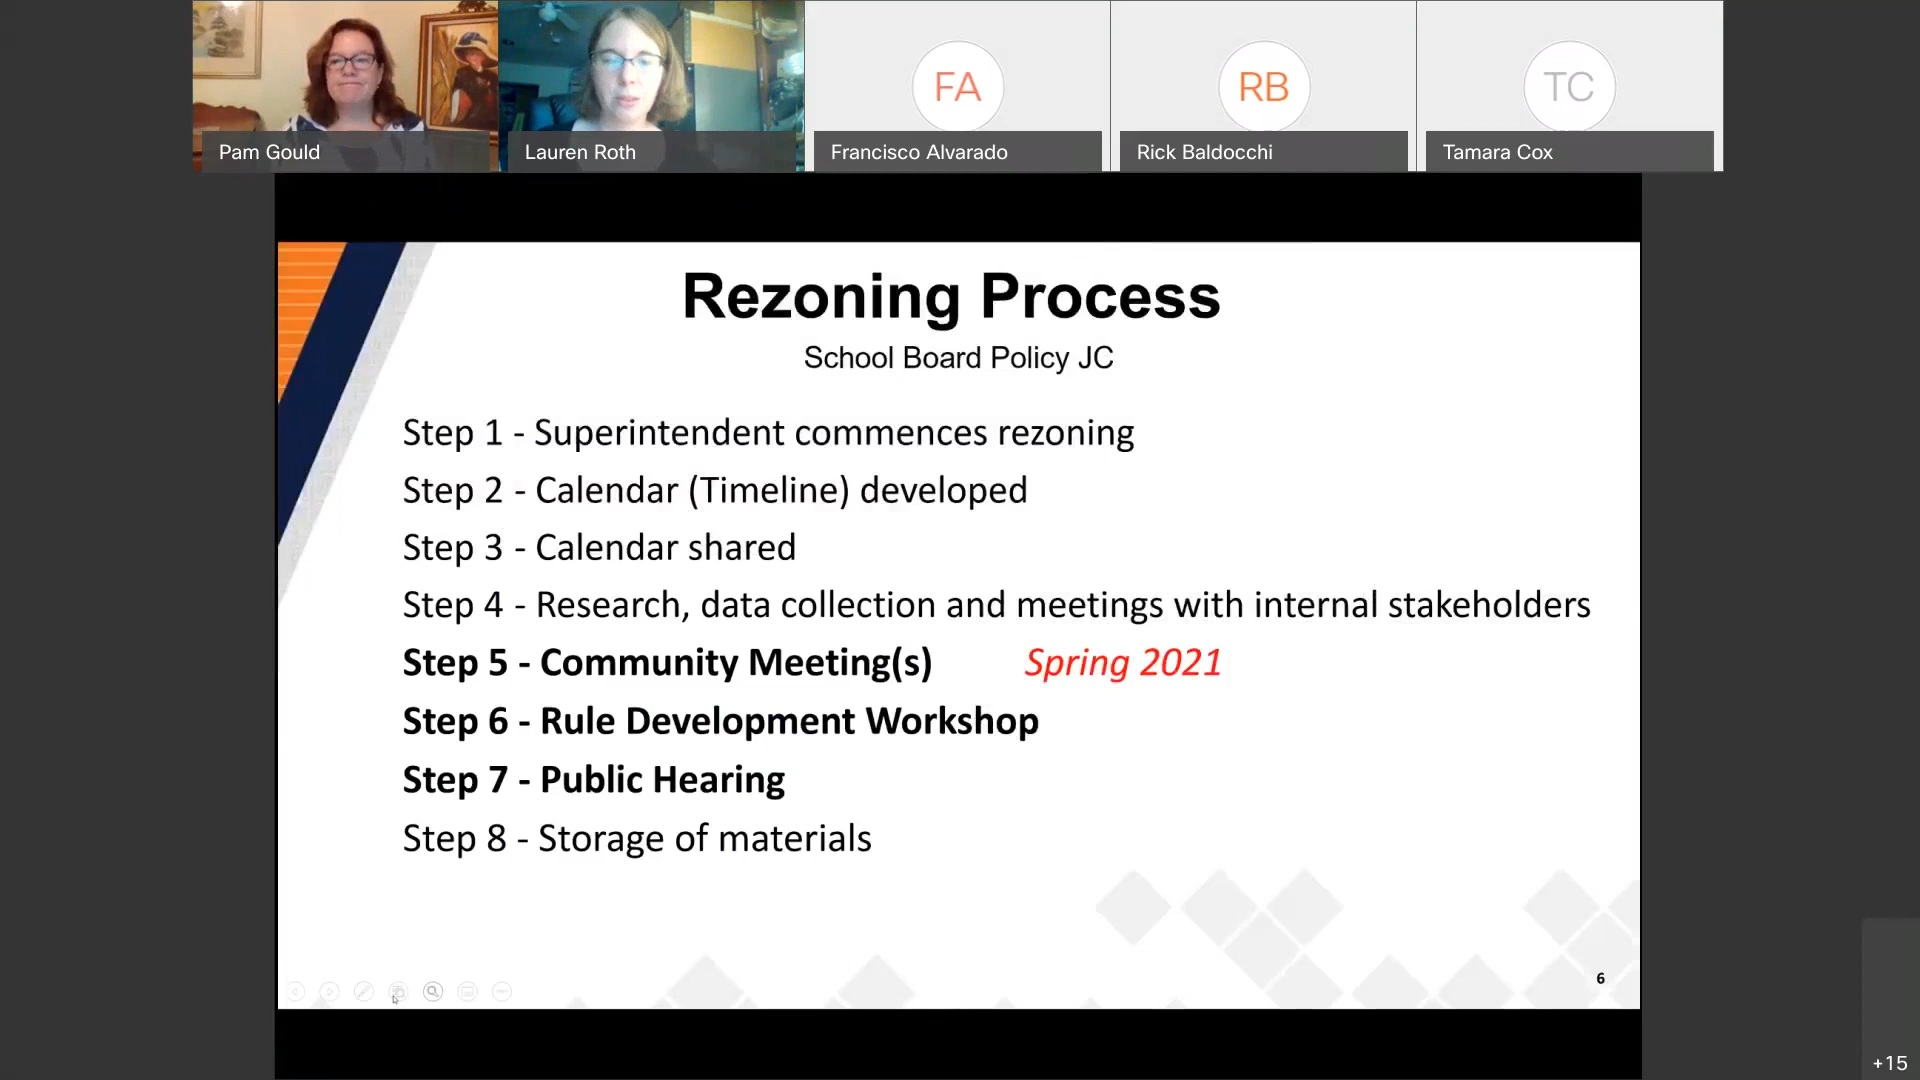 FA
RB
TC
Pam Gould
Lauren Roth
Francisco Alvarado
Rick Baldocchi
Tamara Cox
Rezoning Process
School Board Policy JC
Step 1 - Superintendent commences rezoning
Step 2 - Calendar (Timeline) developed
Step 3 - Calendar shared
Step 4 - Research, data collection and meetings with internal stakeholders
Step 5 - Community Meeting(s) Spring 2021
Step 6 - Rule Development Workshop
Step 7 - Public Hearing
Step 8 - Storage of materials
6
+15